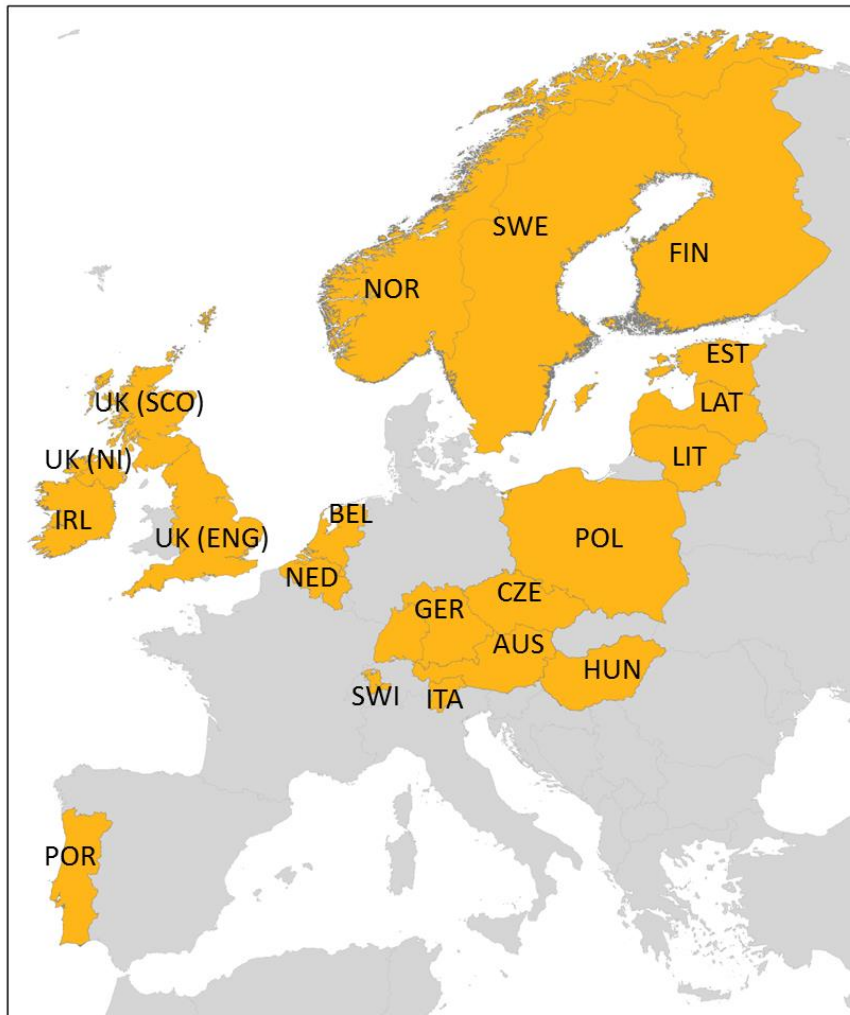 SWE
FIN
NOR
EST
UK (SCO)
LAT
UK (NI)
LIT
BEL
IRL
UK (ENG)
POL
NED
CZE
GER
AUS
HUN
SWI
ITA
POR